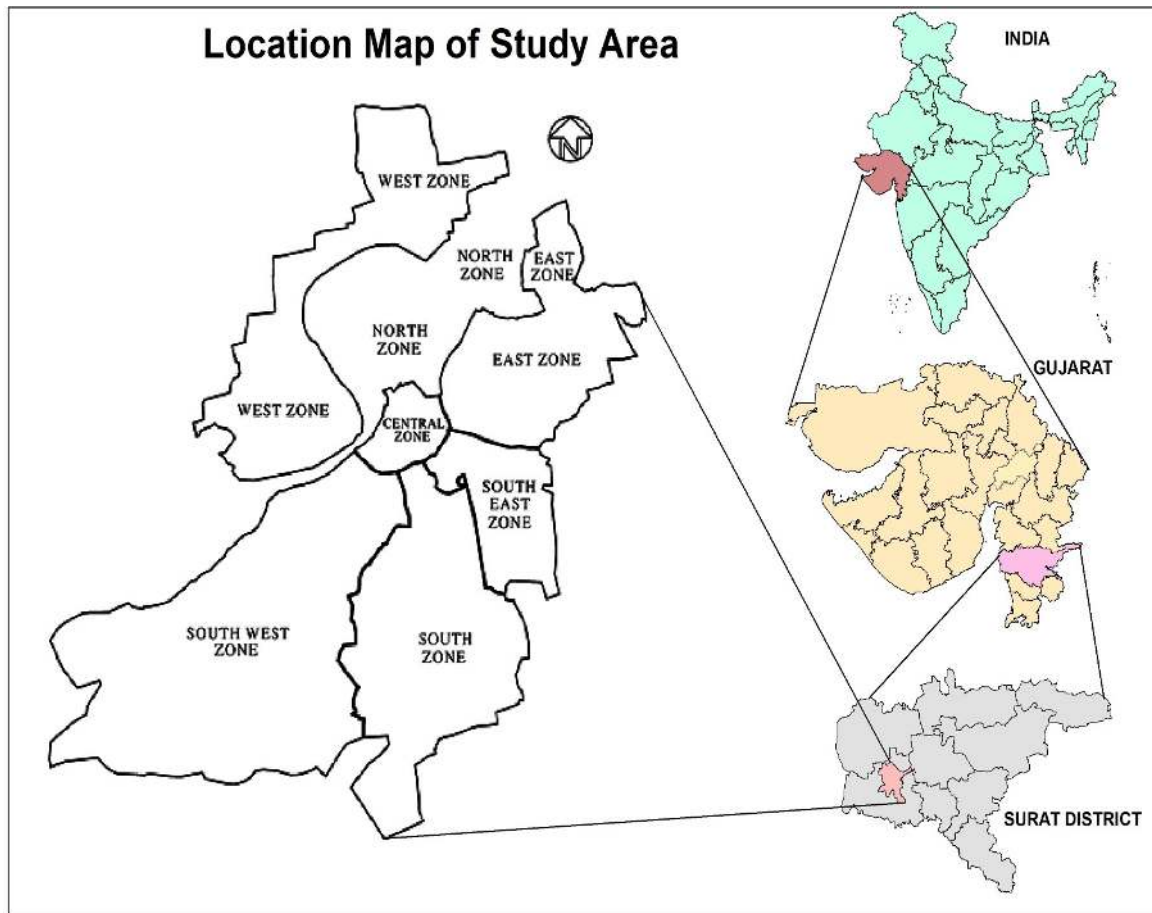 Location Map of Study Area
INDIA
N
WEST ZONE
NORTH
ZONE
EAST
ZONE
NORTH
ZONE
EAST ZONE
WEST ZONE
CENTRAL
ZONE
SOUTH
EAST
ZONE
SOUTH WEST
ZONE
SOUTH
ZONE
GUJARAT
SURAT DISTRICT